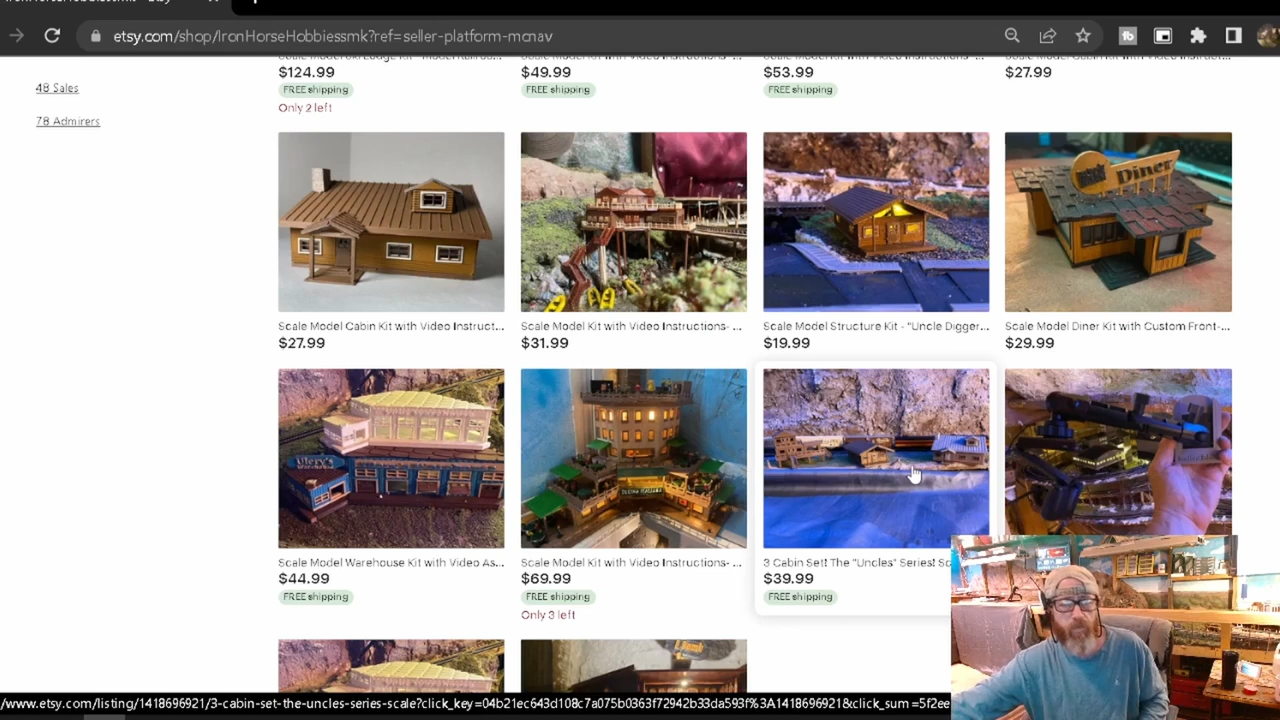 etsy.com/shop/IronHorseHobbiessmk?ref=seller-platform-mcnav
48 Sales
78 Admirers
$124.99
$49.99
$53.99
$27.99
FREE shipping
FREE shipping
FREE shipping
Only 2 left
Diner
Scale Model Cabin Kit with Video Instruct...
Scale Model Kit with Video Instructions- ...
Scale Model Structure Kit - "Uncle Digger...
Scale Model Diner Kit with Custom Front-...
$27.99
$31.99
$19.99
$29.99
Scale Model Warehouse Kit with Video As...
Scale Model Kit with Video Instructions- ...
3 Cabin Set! The "Uncles" Series! Sc
$44.99
$69.99
$39.99
FREE shipping
FREE shipping
FREE shipping
Only 3 left
/www.etsy.com/listing/1418696921/3-cabin-set-the-uncles-series-scale?click_key=04b21ec643d108c7a075b0363f72942b33da593f%3A1418696921&click_sum=5f2ee